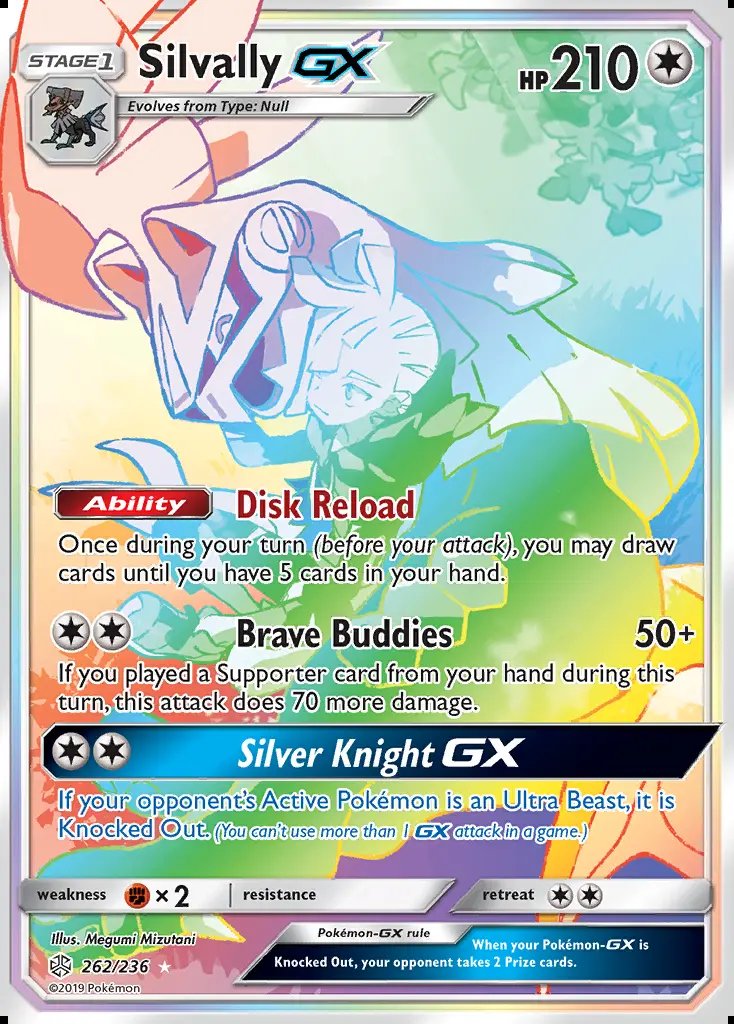 STAGE1
Silvally GX
HP210
Evolves from Type: Null
Ability Disk Reload
Once during your turn (before your attack), you may draw
cards until you have 5 cards in your hand.
Brave Buddies 50+
If you played a Supporter card from your hand during this
turn, this attack does 70 more damage.
Silver Knight GX
If your opponent's Active Pokémon is an Ultra Beast, it is
Knocked Out. (You can't use more than 1 GX attack in a game.)
weakness × 2 resistance retreat
Illus. Megumi Mizutani
262/236
©2019 Pokémon
Pokémon-GX rule
When your Pokémon-GX is
Knocked Out, your opponent takes 2 Prize cards.